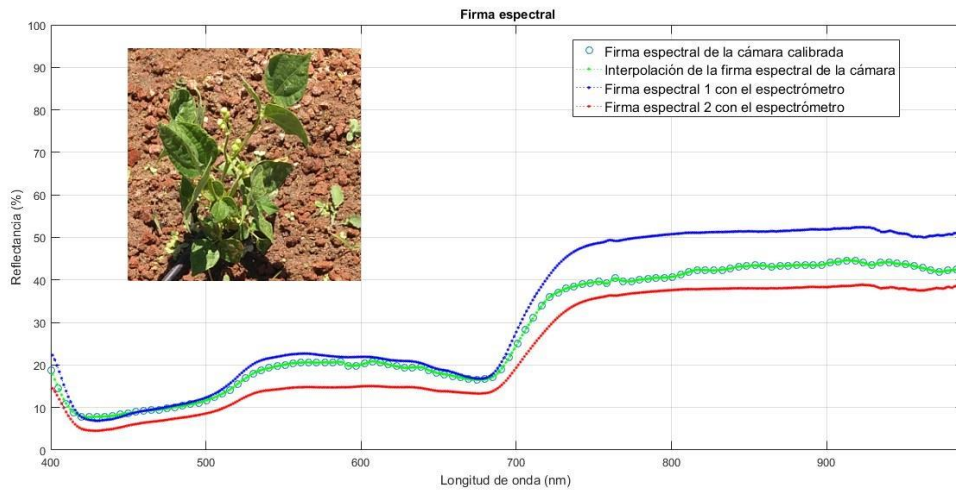 Firma espectral
Firma espectral de la cámara calibrada
Interpolación de la firma espectral de la cámara
Firma espectral 1 con el espectrómetro
Firma espectral 2 con el espectrómetro
Reflectancia (%)
100
90
80
70
60
50
40
30
20
10
0
400
500
600
700
800
900
Longitud de onda (nm)